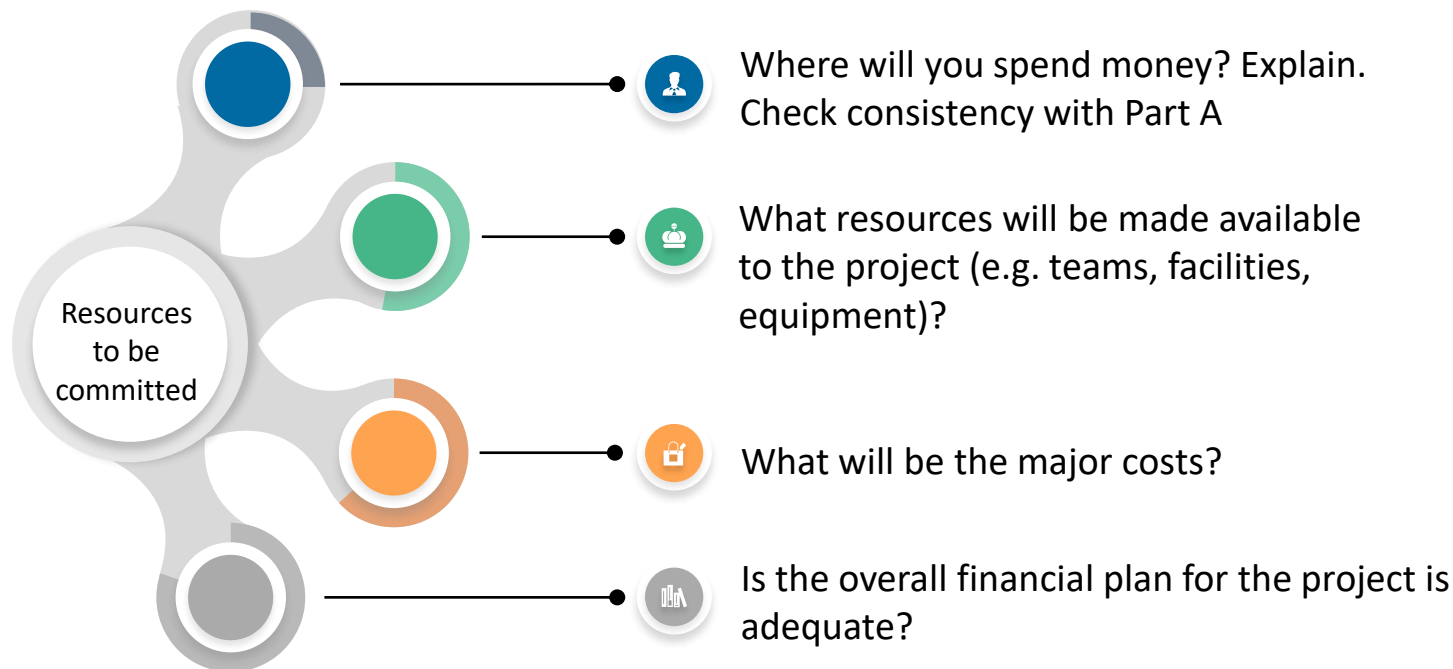 Where will you spend money? Explain.
Check consistency with Part A
What resources will be made available
to the project (e.g. teams, facilities,
equipment)?
Resources
to be
committed
What will be the major costs?
Is the overall financial plan for the project is
adequate?